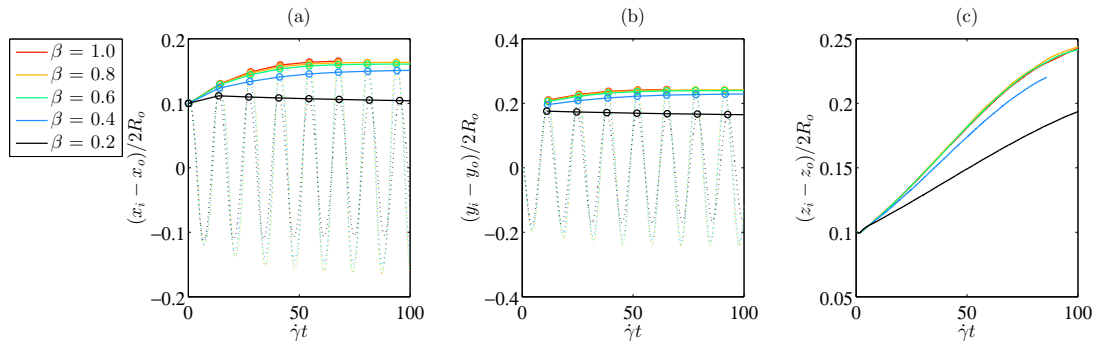 (a)
(b)
(c)
β = 1.0
β = 0.8
β = 0.6
β = 0.4
β = 0.2
(x_i − x_o)/2R_o
0.2
0.1
0
−0.1
−0.2
0
50
100
γ̇t
(y_i − y_o)/2R_o
0.4
0.2
0
−0.2
−0.4
0
50
100
γ̇t
(z_i − z_o)/2R_o
0.25
0.2
0.15
0.1
0.05
0
50
100
γ̇t